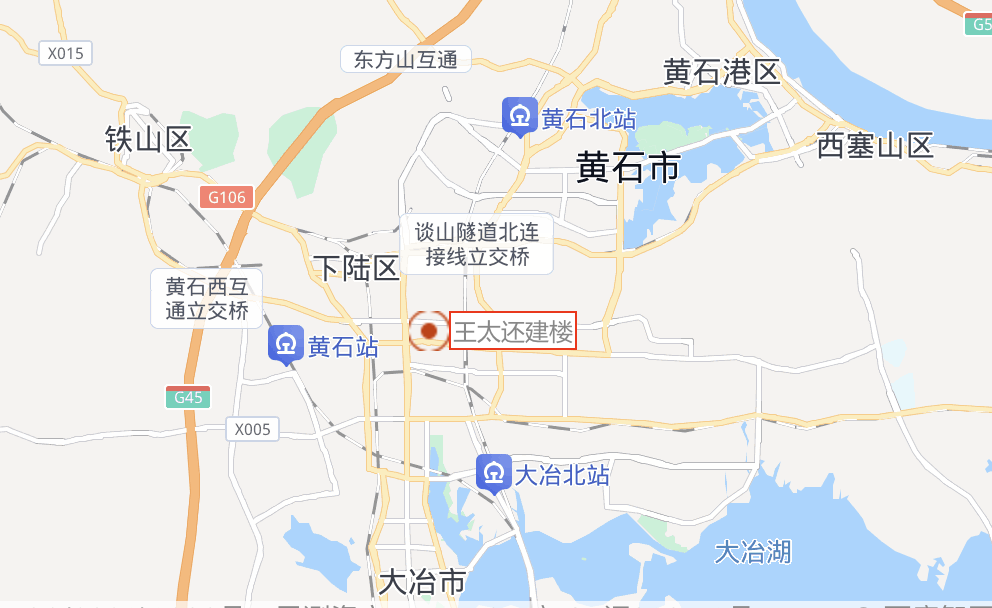 G5
X015
东方山互通
黄石港区
黄石北站
铁山区
西塞山区
黄石市
G106
谈山隧道北连
接线立交桥
下陆区
黄石西互
通立交桥
王太还建楼
黄石站
G45
X005
大冶北站
大冶湖
大冶市